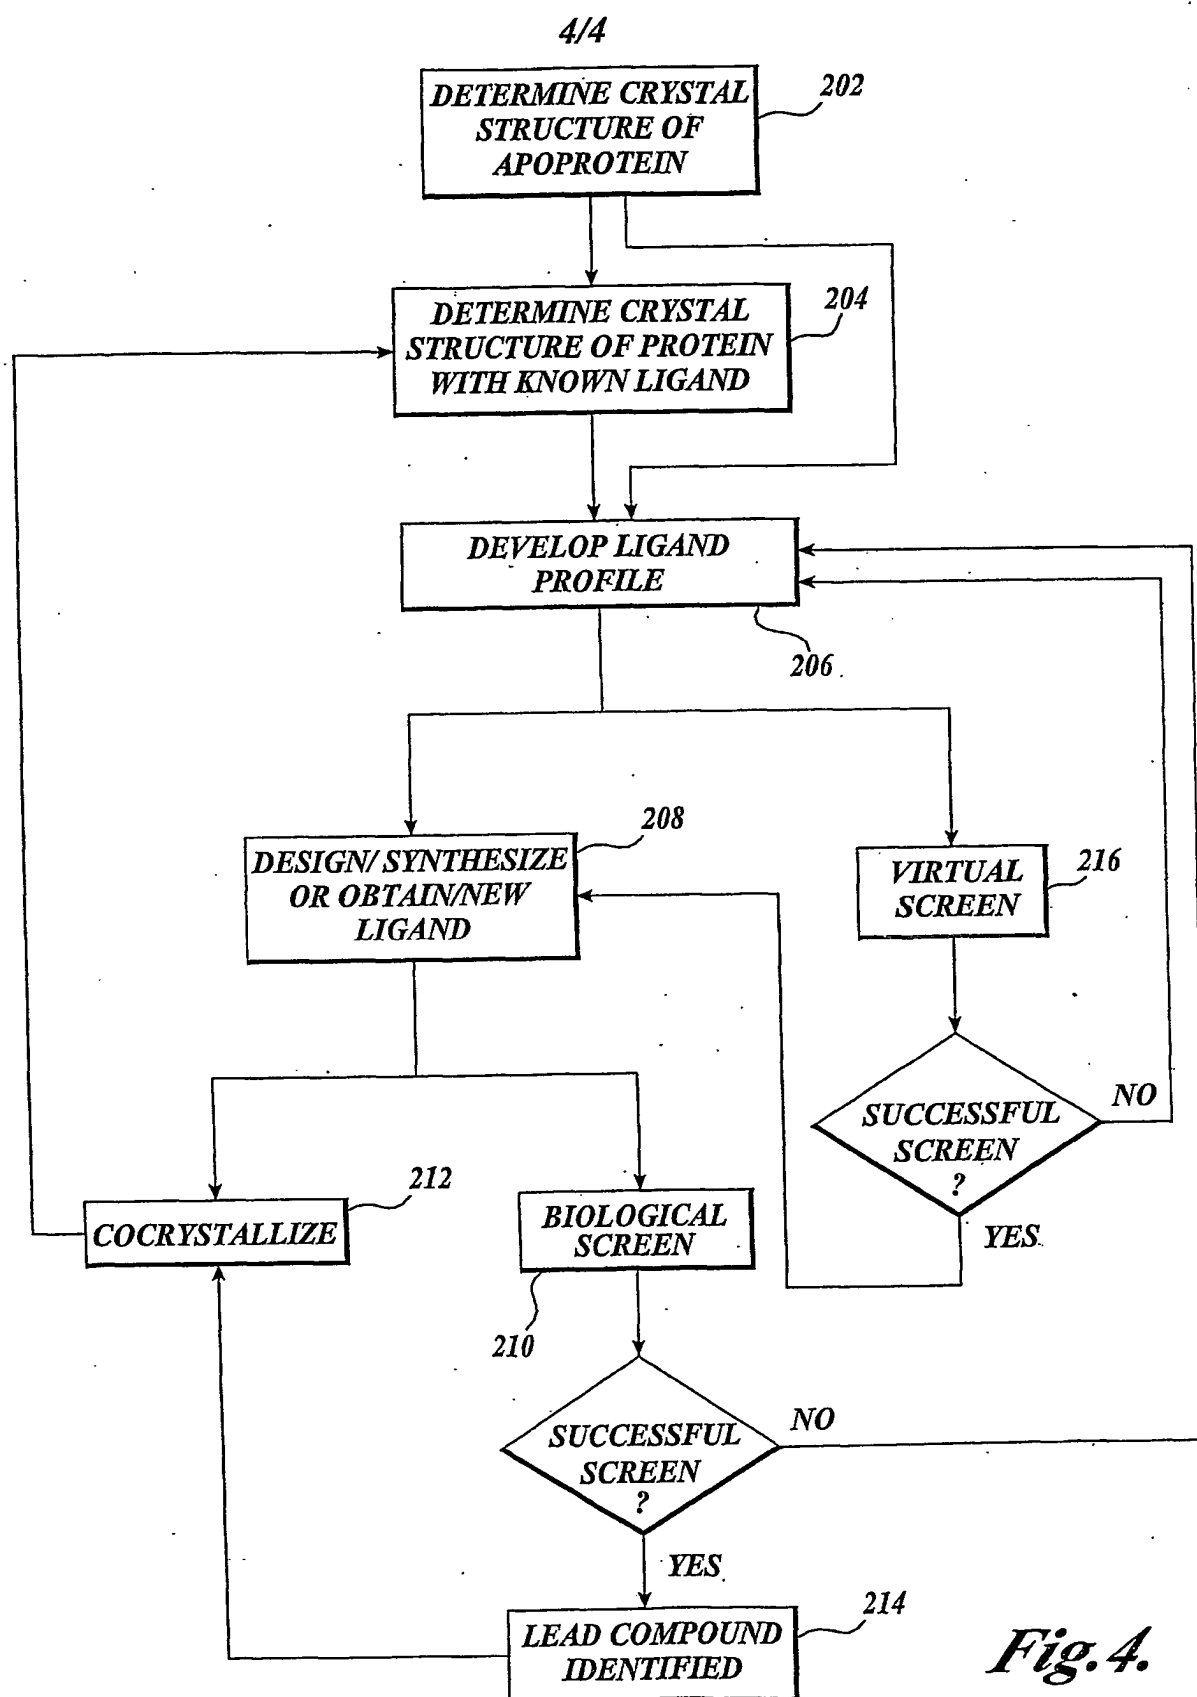 4/4
DETERMINE CRYSTAL
STRUCTURE OF
APOPROTEIN
202
DETERMINE CRYSTAL
STRUCTURE OF PROTEIN
WITH KNOWN LIGAND
204
DEVELOP LIGAND
PROFILE
206
DESIGN/ SYNTHESIZE
OR OBTAIN/NEW
LIGAND
208
VIRTUAL
SCREEN
216
SUCCESSFUL
SCREEN
?
NO
YES
COCRYSTALLIZE
212
BIOLOGICAL
SCREEN
210
SUCCESSFUL
SCREEN
?
NO
YES
LEAD COMPOUND
IDENTIFIED
214
Fig.4.